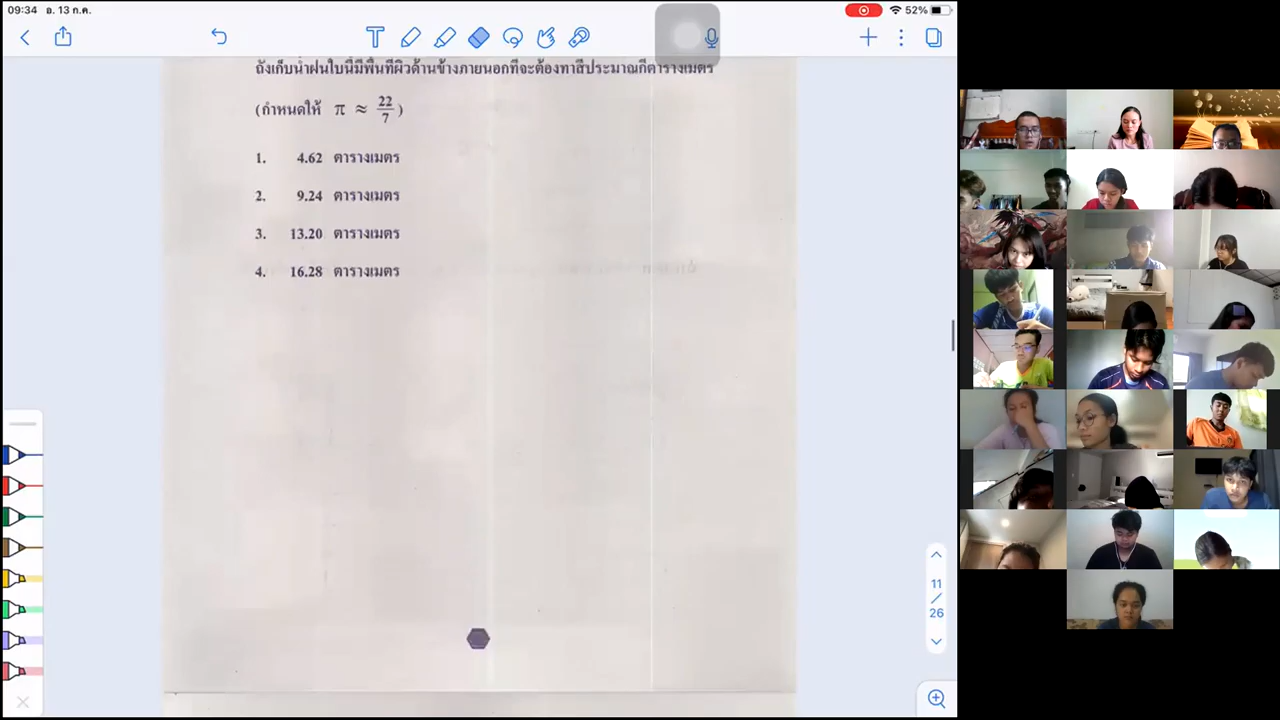 09:34 อ. 13 ก.ค.
52%
ถังเก็บน้ำฝนใบนี้มีพื้นที่ผิวด้านข้างภายนอกที่จะต้องทาสีประมาณกี่ตารางเมตร
(กำหนดให้ π ≈ 22/7)
1. 4.62 ตารางเมตร
2. 9.24 ตารางเมตร
3. 13.20 ตารางเมตร
4. 16.28 ตารางเมตร
11
/
26